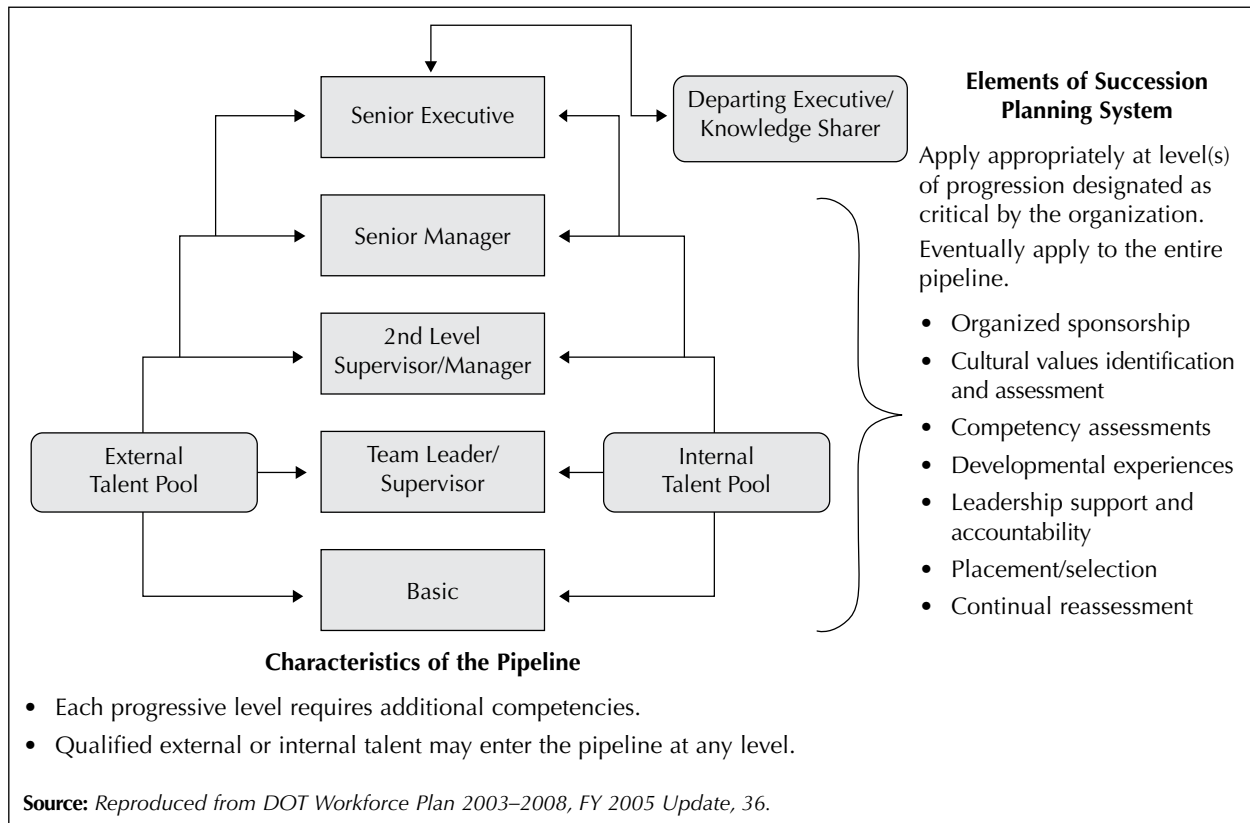 Senior Executive
Departing Executive/
Knowledge Sharer
Senior Manager
2nd Level
Supervisor/Manager
External
Talent Pool
Team Leader/
Supervisor
Internal
Talent Pool
Basic
Elements of Succession
Planning System
Apply appropriately at level(s)
of progression designated as
critical by the organization.
Eventually apply to the entire
pipeline.
• Organized sponsorship
• Cultural values identification
and assessment
• Competency assessments
• Developmental experiences
• Leadership support and
accountability
• Placement/selection
• Continual reassessment
Characteristics of the Pipeline
• Each progressive level requires additional competencies.
• Qualified external or internal talent may enter the pipeline at any level.
Source: Reproduced from DOT Workforce Plan 2003–2008, FY 2005 Update, 36.